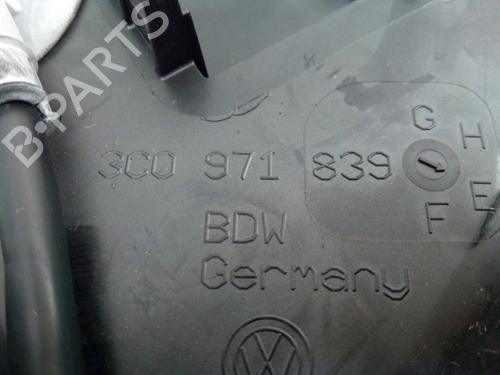 B-PARTS
3C0 971 839
G
H
E
F
BDW
Germany